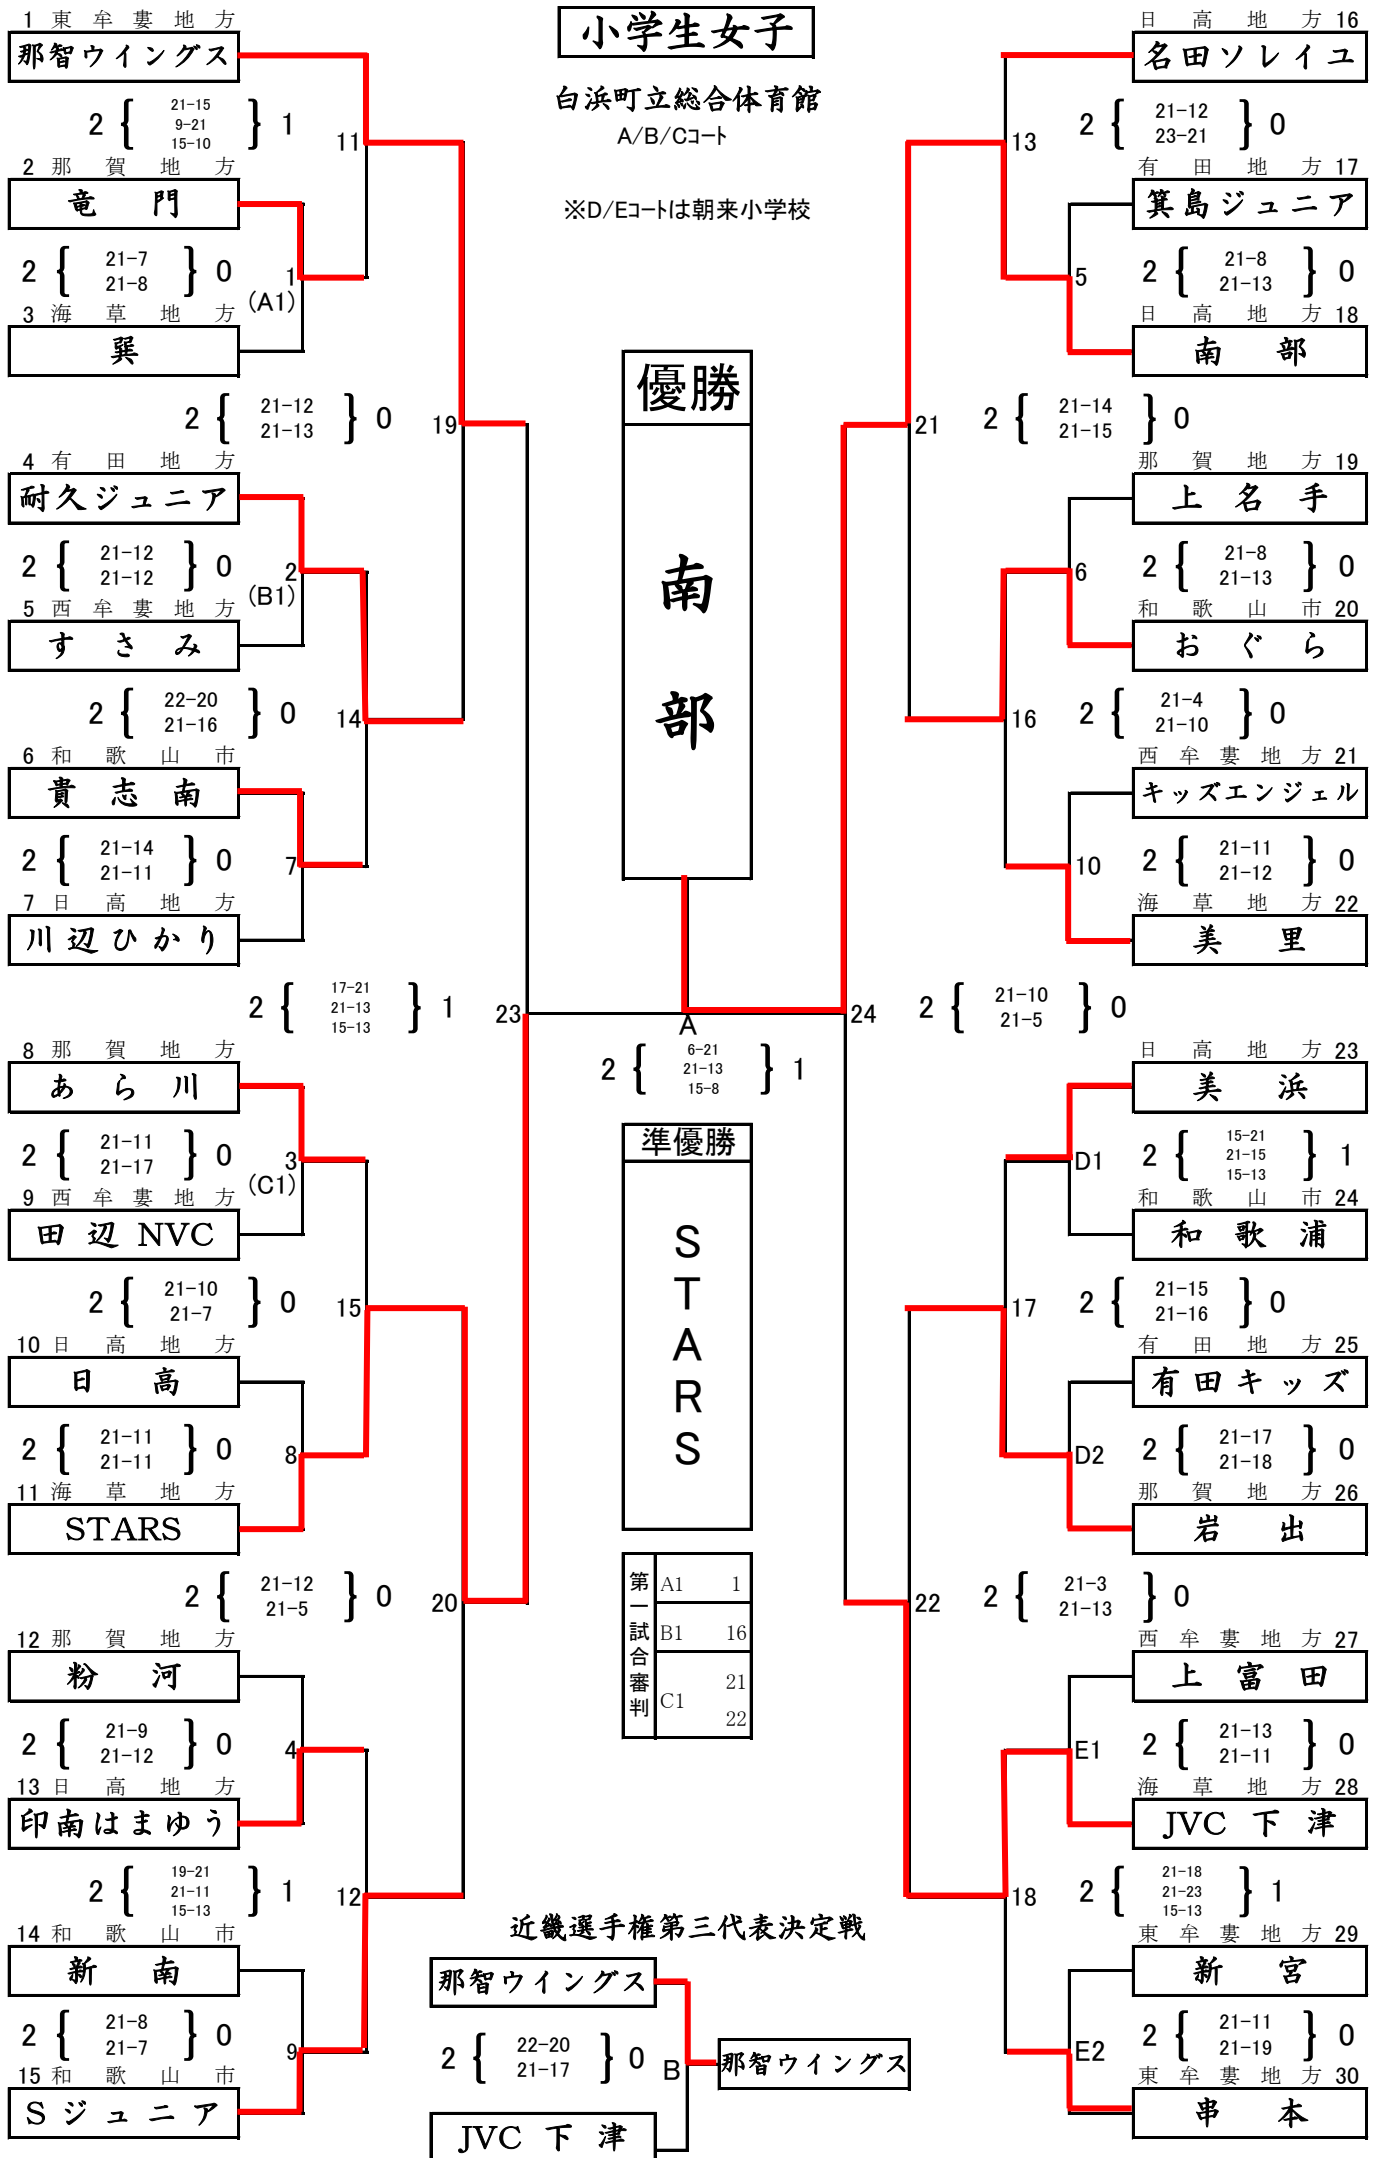 小学生女子
白浜町立総合体育館
A/B/Cコート
※D/Eコートは朝来小学校
1 東牟婁地方
那智ウイングス
2 { 21-15 9-21 15-10 } 1
11
2 那賀地方
竜門
2 { 21-7 21-8 } 0
1
(A1)
3 海草地方
巽
2 { 21-12 21-13 } 0
19
4 有田地方
耐久ジュニア
2 { 21-12 21-12 } 0
2
(B1)
5 西牟婁地方
すさみ
2 { 22-20 21-16 } 0
14
6 和歌山市
貴志南
2 { 21-14 21-11 } 0
7
7 日高地方
川辺ひかり
2 { 17-21 21-13 15-13 } 1
23
8 那賀地方
あら川
2 { 21-11 21-17 } 0
3
(C1)
9 西牟婁地方
田辺NVC
2 { 21-10 21-7 } 0
15
10 日高地方
日高
2 { 21-11 21-11 } 0
8
11 海草地方
STARS
2 { 21-12 21-5 } 0
20
12 那賀地方
粉河
2 { 21-9 21-12 } 0
4
13 日高地方
印南はまゆう
2 { 19-21 21-11 15-13 } 1
12
14 和歌山市
新南
2 { 21-8 21-7 } 0
9
15 和歌山市
Sジュニア
優勝
南部
A
2 { 6-21 21-13 15-8 } 1
準優勝
STARS
第一試合審判
A1 1
B1 16
C1 21
22
近畿選手権第三代表決定戦
那智ウイングス
2 { 22-20 21-17 } 0
B
那智ウイングス
JVC下津
日高地方 16
名田ソレイユ
13
2 { 21-12 23-21 } 0
有田地方 17
箕島ジュニア
5
2 { 21-8 21-13 } 0
日高地方 18
南部
21
2 { 21-14 21-15 } 0
那賀地方 19
上名手
6
2 { 21-8 21-13 } 0
和歌山市 20
おぐら
16
2 { 21-4 21-10 } 0
西牟婁地方 21
キッズエンジェル
10
2 { 21-11 21-12 } 0
海草地方 22
美里
24
2 { 21-10 21-5 } 0
日高地方 23
美浜
D1
2 { 15-21 21-15 15-13 } 1
和歌山市 24
和歌浦
17
2 { 21-15 21-16 } 0
有田地方 25
有田キッズ
D2
2 { 21-17 21-18 } 0
那賀地方 26
岩出
22
2 { 21-3 21-13 } 0
西牟婁地方 27
上富田
E1
2 { 21-13 21-11 } 0
海草地方 28
JVC下津
18
2 { 21-18 21-23 15-13 } 1
東牟婁地方 29
新宮
E2
2 { 21-11 21-19 } 0
東牟婁地方 30
串本